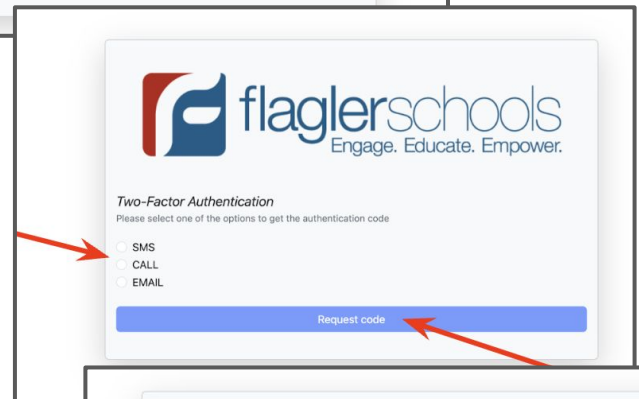 flaglerschools
Engage. Educate. Empower.
Two-Factor Authentication
Please select one of the options to get the authentication code
SMS
CALL
EMAIL
Request code